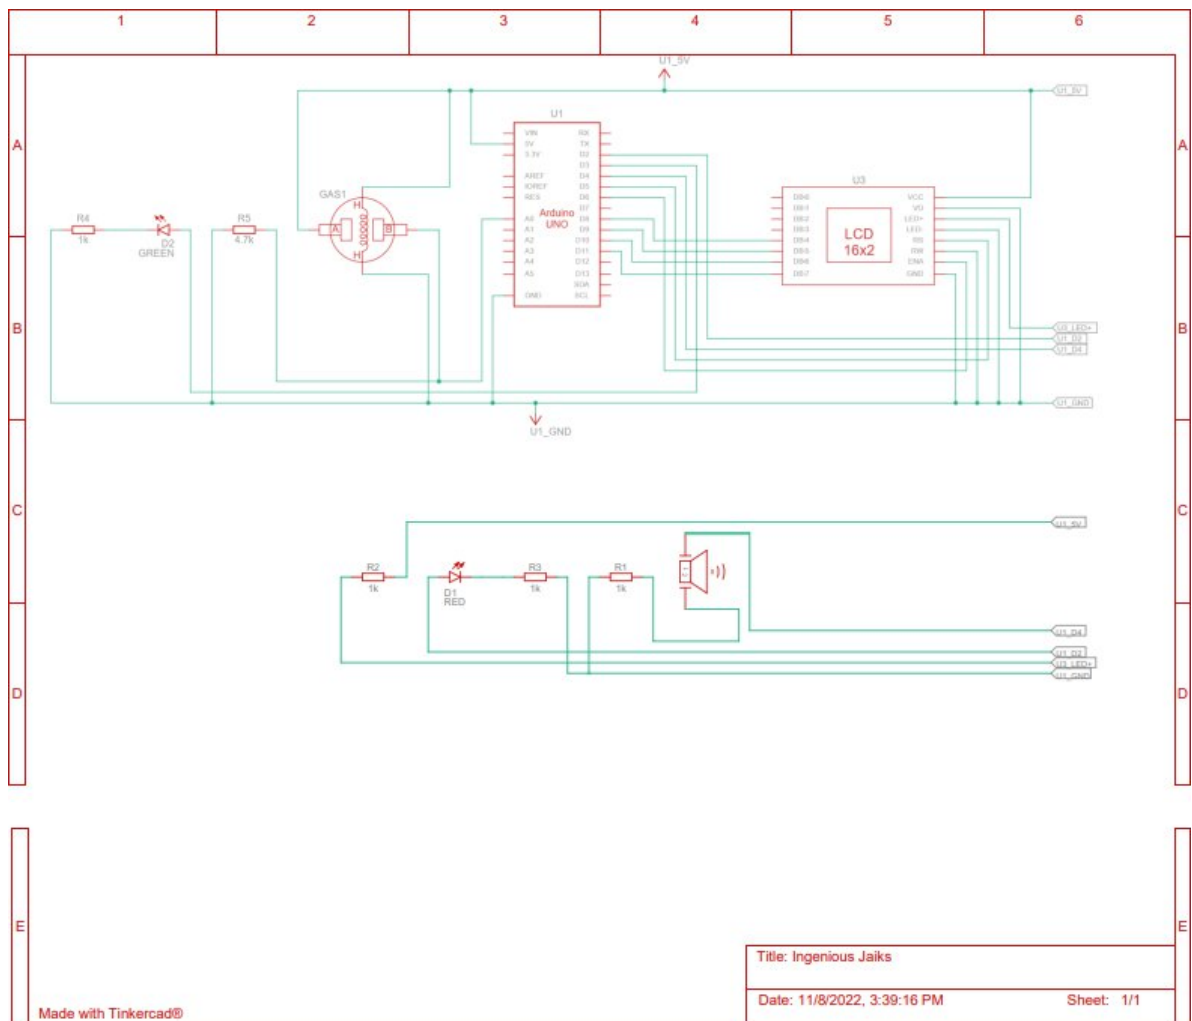 1 2 3 4 5 6
U1_5V
U1_5V
A
A
U1
VIN RX
5V TX
3.3V D2
D3
AREF D4
IOREF D5
RES D6
D7
A0 D8
A1 D9
A2 D10
A3 D11
A4 D12
A5 D13
SDA
GND SCL
Arduino
UNO
GAS1
H
A B
H
R4
1k
D2
GREEN
R5
4.7k
U3
DB0 VCC
DB1 VO
DB2 LED+
DB3 LED-
DB4 RS
DB5 RW
DB6 ENA
DB7 GND
LCD
16x2
B
B
U3_LED+
U1_D2
U1_D4
U1_GND
U1_GND
C
C
U1_5V
R2
1k
D1
RED
R3
1k
R1
1k
U1_D4
U1_D2
U3_LED+
U1_GND
D
D
E
E
Title: Ingenious Jaiks
Date: 11/8/2022, 3:39:16 PM Sheet: 1/1
Made with Tinkercad®